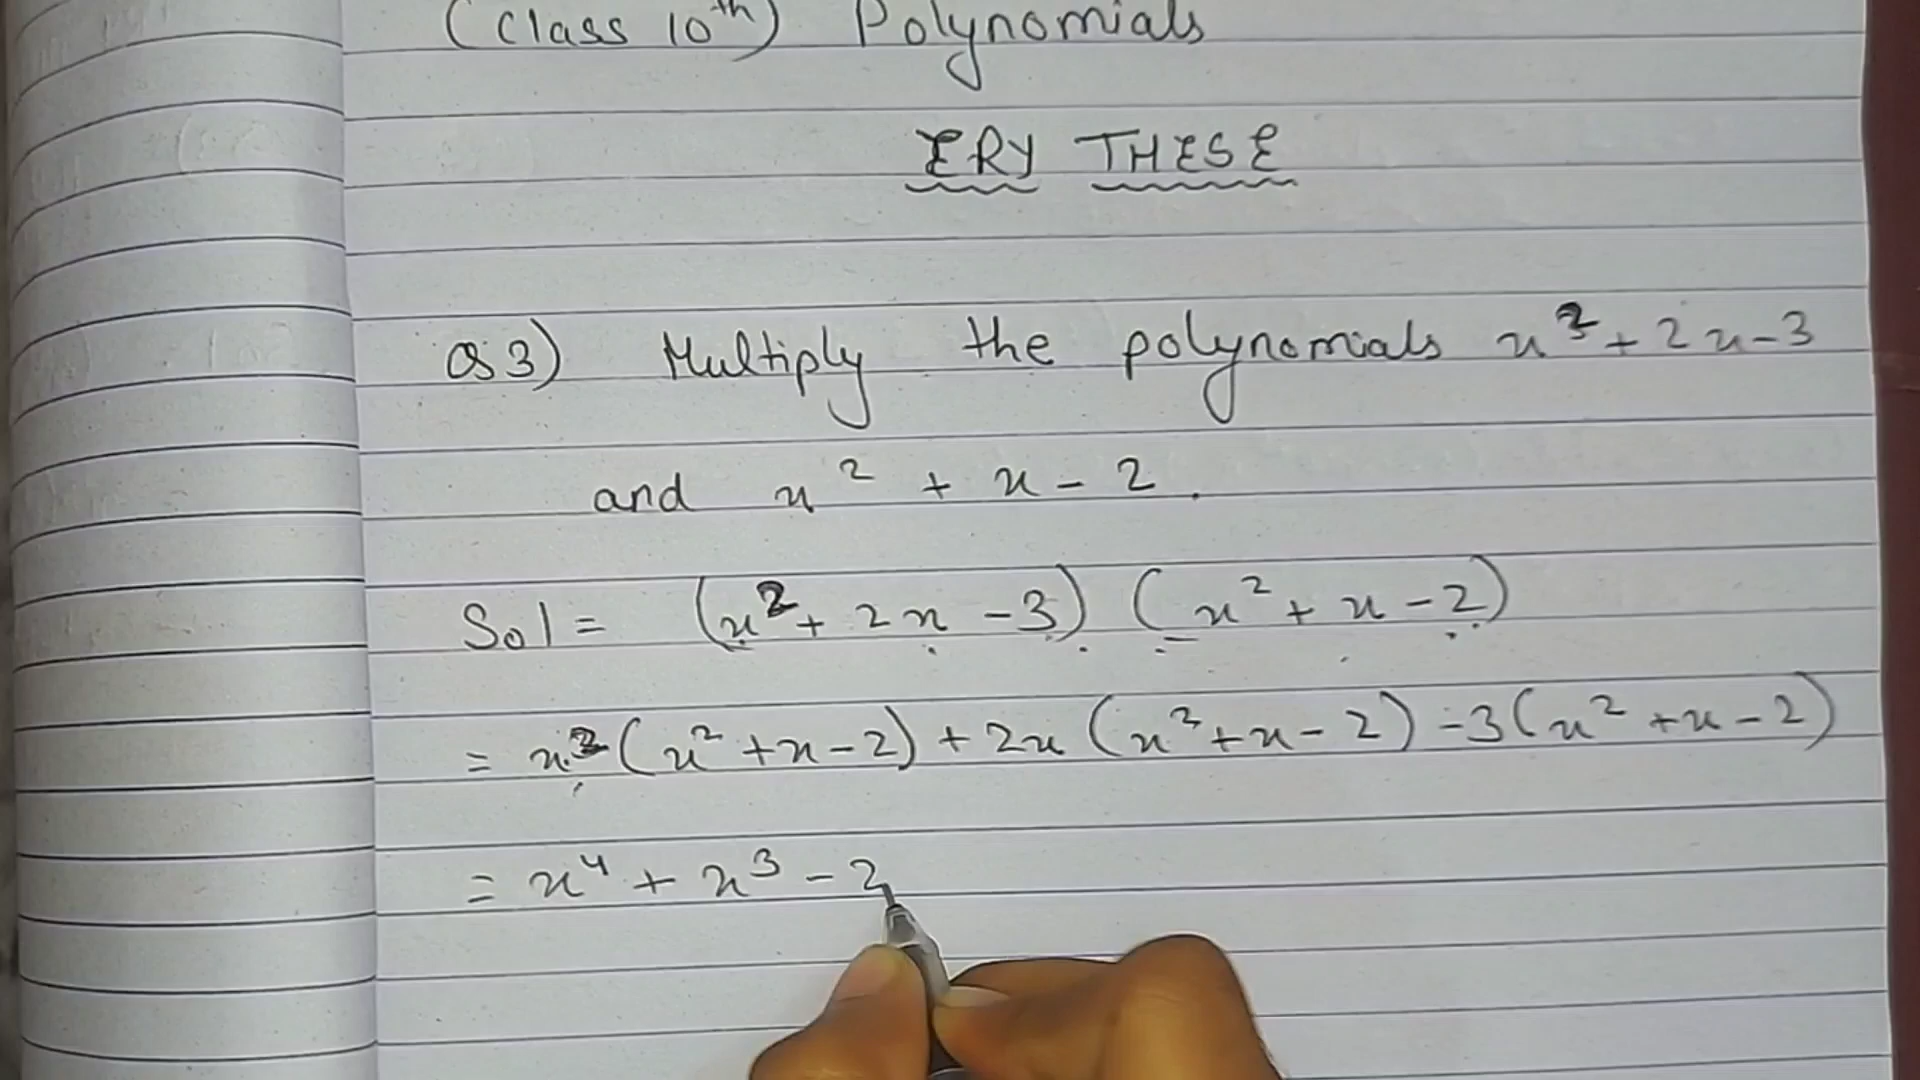 (Class 10th) Polynomials
ERY THESE
Q3) Multiply the polynomials x² + 2x - 3
and x² + x - 2.
Sol = (x² + 2x - 3) (x² + x - 2)
= x² (x² + x - 2) + 2x (x² + x - 2) - 3 (x² + x - 2)
= x⁴ + x³ - 2